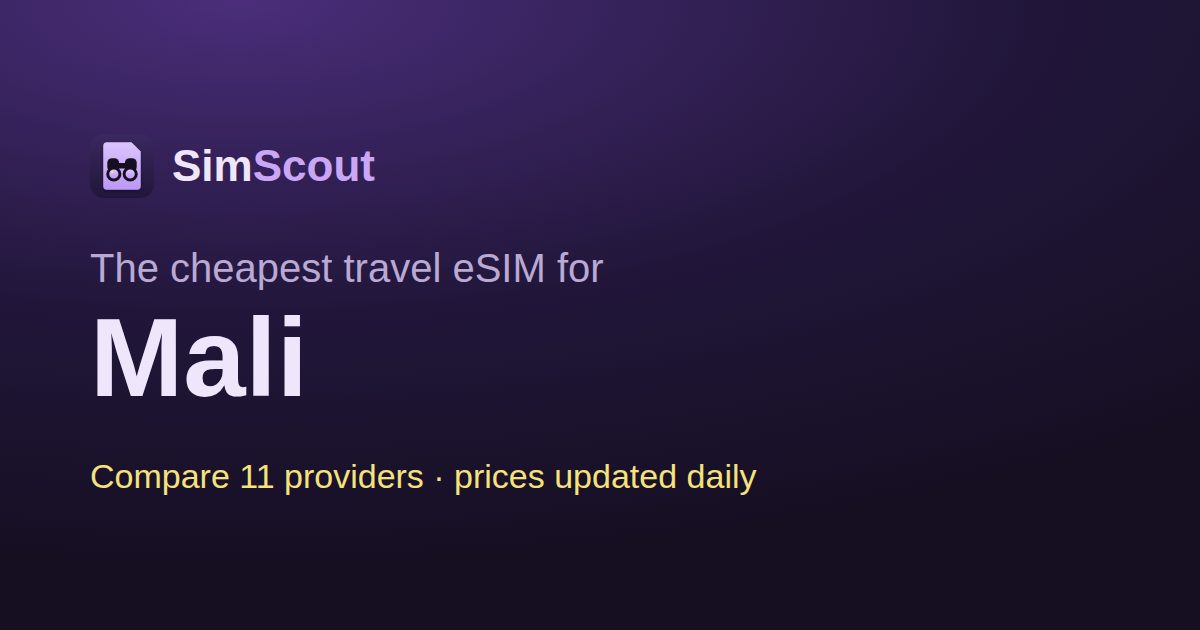 SimScout
The cheapest travel eSIM for
Mali
Compare 11 providers · prices updated daily